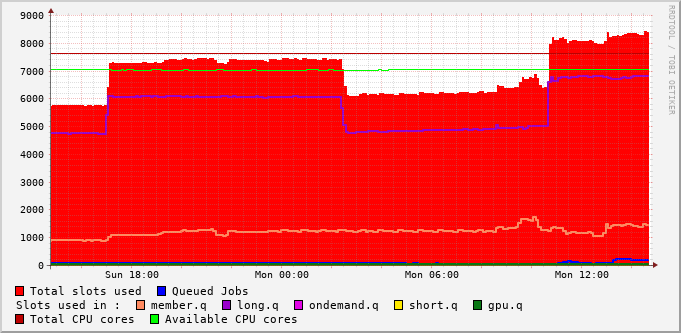 RRDTOOL / TOBI OETIKER
9000
8000
7000
6000
5000
4000
3000
2000
1000
0
Sun 18:00 Mon 00:00 Mon 06:00 Mon 12:00
Total slots used Queued Jobs
Slots used in : member.q long.q ondemand.q short.q gpu.q
Total CPU cores Available CPU cores